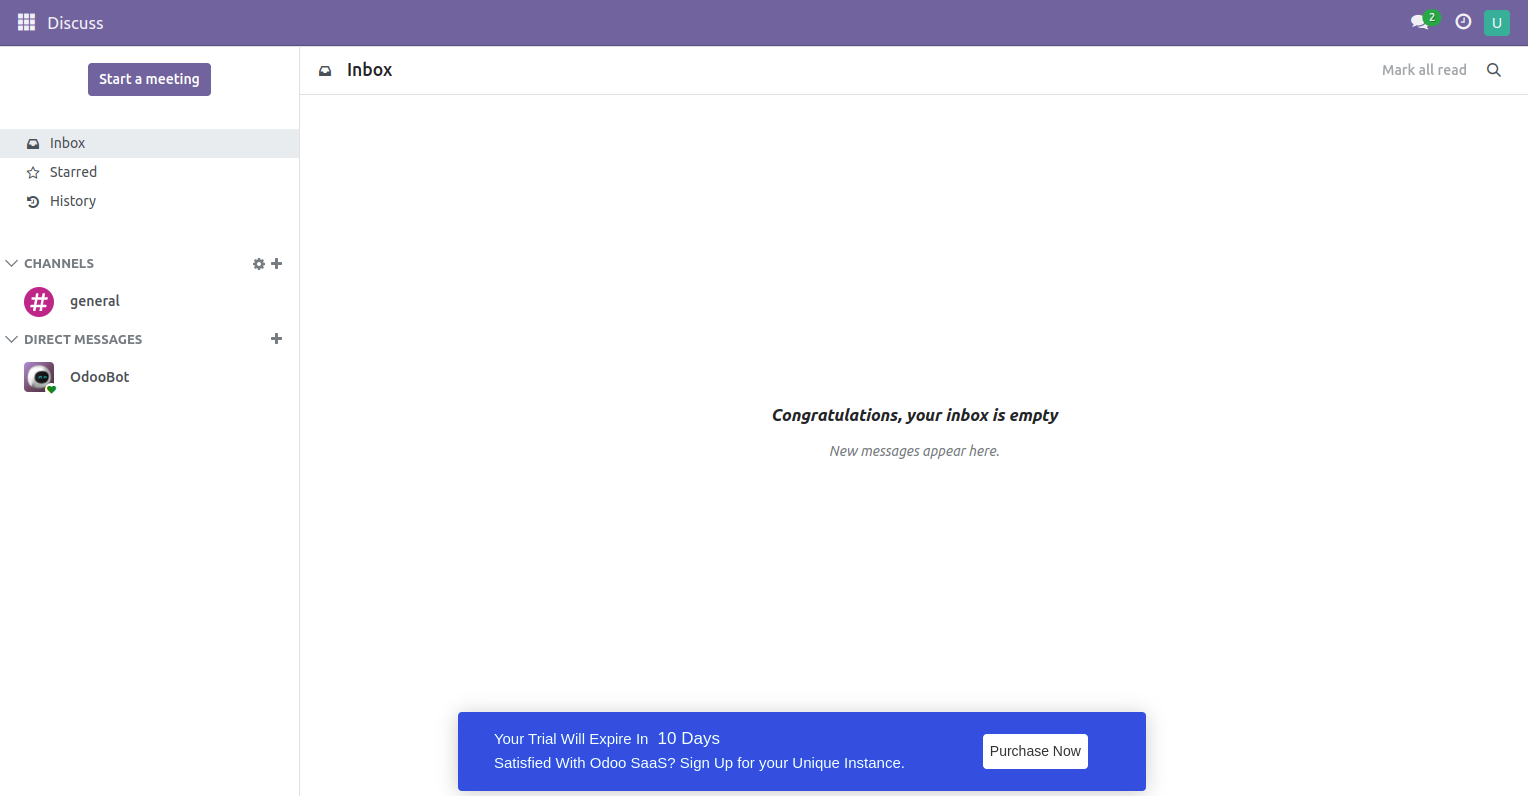 Discuss
2
U
Start a meeting
Inbox
Mark all read
Inbox
Starred
History
CHANNELS
general
DIRECT MESSAGES
OdooBot
Congratulations, your inbox is empty
New messages appear here.
Your Trial Will Expire In 10 Days
Satisfied With Odoo SaaS? Sign Up for your Unique Instance.
Purchase Now